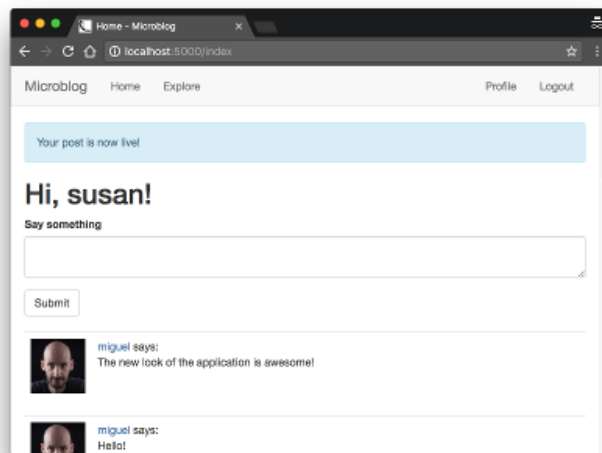 Home - Microblog
localhost:5000/index
Microblog Home Explore Profile Logout
Your post is now live!
Hi, susan!
Say something
Submit
miguel says:
The new look of the application is awesome!
miguel says:
Hello!